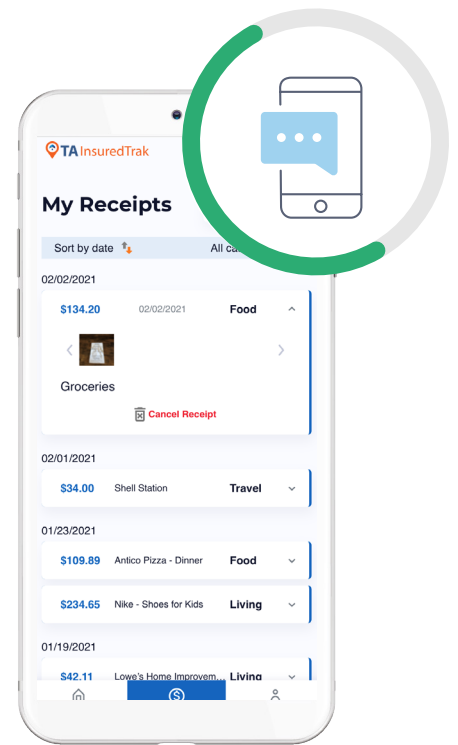 TA InsuredTrak
My Receipts
Sort by date All ca
02/02/2021
$134.20 02/02/2021 Food
Groceries
Cancel Receipt
02/01/2021
$34.00 Shell Station Travel
01/23/2021
$109.89 Antico Pizza - Dinner Food
$234.65 Nike - Shoes for Kids Living
01/19/2021
$42.11 Lowe's Home Improvem... Living